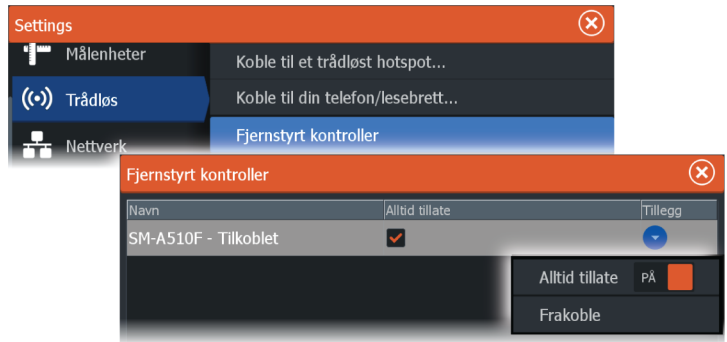 Settings
Målenheter
Koble til et trådløst hotspot...
Trådløs
Koble til din telefon/lesebrett...
Nettverk
Fjernstyrt kontroller
Fjernstyrt kontroller
Navn Alltid tillate Tillegg
SM-A510F - Tilkoblet
Alltid tillate PÅ
Frakoble